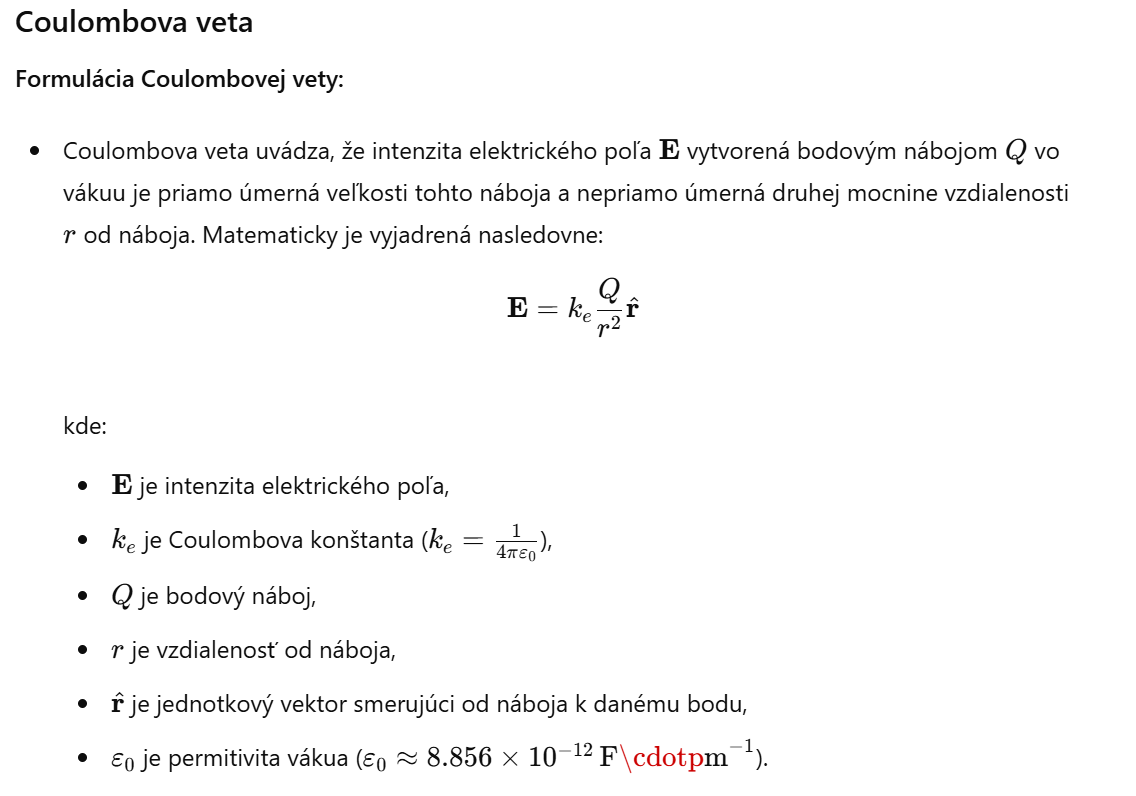 Coulombova veta
Formulácia Coulombovej vety:
• Coulombova veta uvádza, že intenzita elektrického poľa E vytvorená bodovým nábojom Q vo
vákuu je priamo úmerná veľkosti tohto náboja a nepriamo úmerná druhej mocnine vzdialenosti
r od náboja. Matematicky je vyjadrená nasledovne:
E = kₑ Q/r² r̂
kde:
• E je intenzita elektrického poľa,
• kₑ je Coulombova konštanta (kₑ = 1/4πε₀),
• Q je bodový náboj,
• r je vzdialenosť od náboja,
• r̂ je jednotkový vektor smerujúci od náboja k danému bodu,
• ε₀ je permitivita vákua (ε₀ ≈ 8.856 × 10⁻¹² F\cdotpm⁻¹).